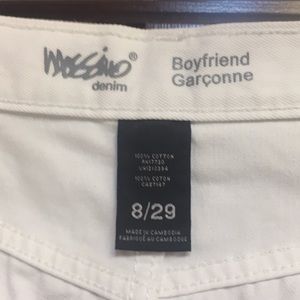 mossimo®
denim
Boyfriend
Garçonne
100% COTTON
100% COTON
8/29
MADE IN CAMBODIA
FABRIQUÉ AU CAMBODGE